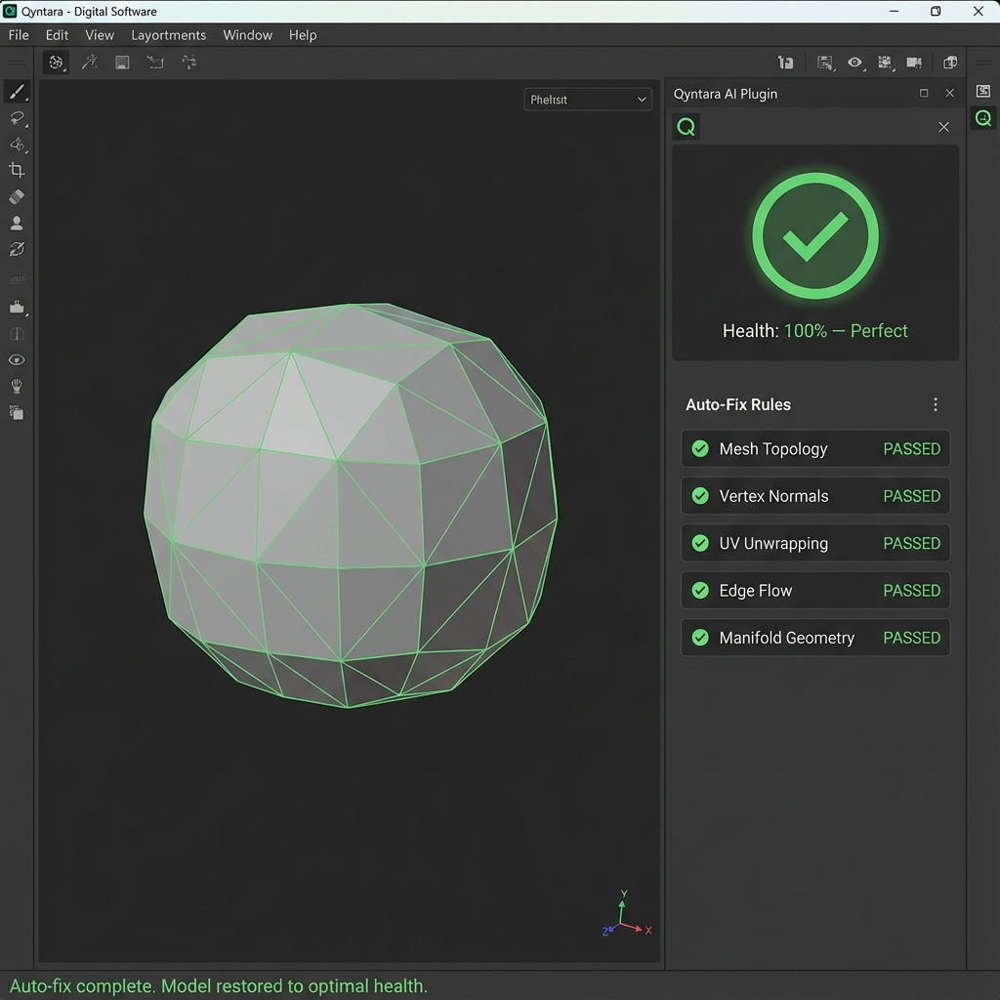 Qyntara - Digital Software
File Edit View Layortments Window Help
Phelrsit
Qyntara AI Plugin
Health: 100% — Perfect
Auto-Fix Rules
Mesh Topology PASSED
Vertex Normals PASSED
UV Unwrapping PASSED
Edge Flow PASSED
Manifold Geometry PASSED
Y
Z X
Auto-fix complete. Model restored to optimal health.